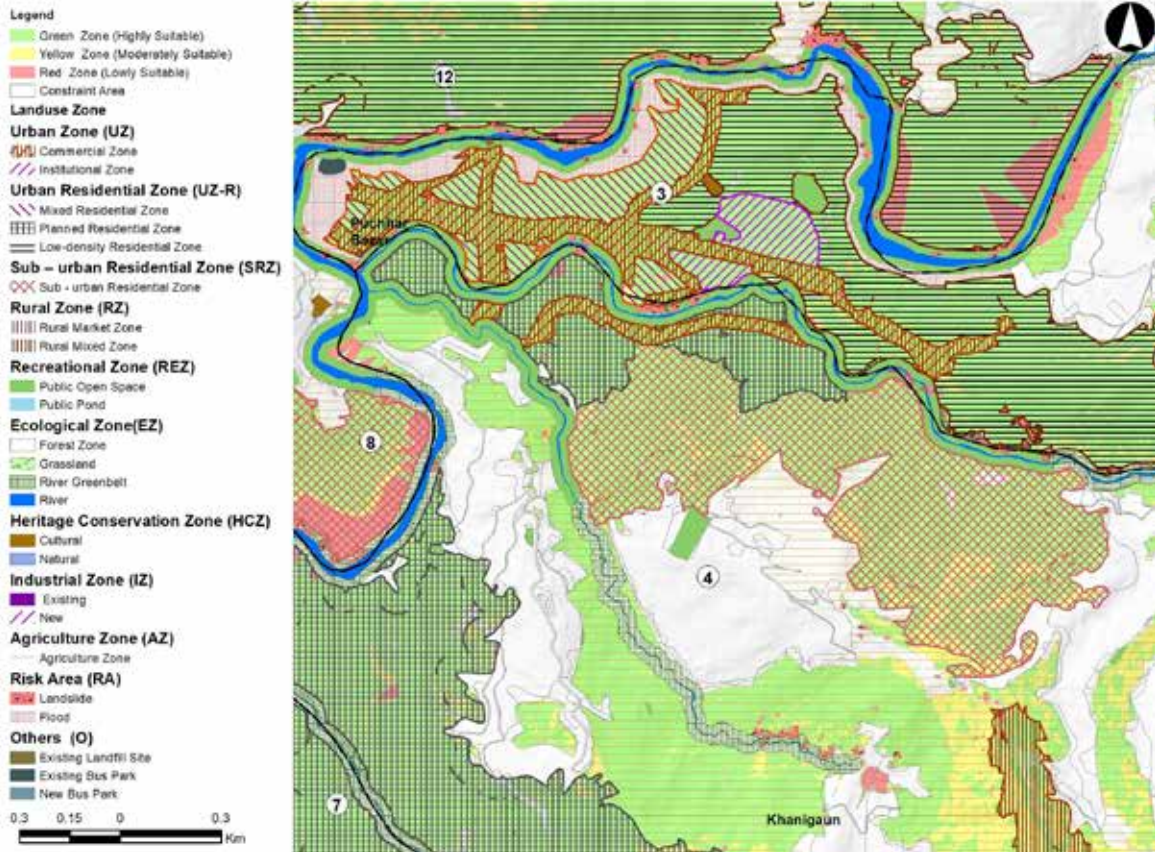 Legend
Green Zone (Highly Suitable)
Yellow Zone (Moderately Suitable)
Red Zone (Lowly Suitable)
Constraint Area
Landuse Zone
Urban Zone (UZ)
Commercial Zone
Institutional Zone
Urban Residential Zone (UZ-R)
Mixed Residential Zone
Planned Residential Zone
Low-density Residential Zone
Sub – urban Residential Zone (SRZ)
Sub - urban Residential Zone
Rural Zone (RZ)
Rural Market Zone
Rural Mixed Zone
Recreational Zone (REZ)
Public Open Space
Public Pond
Ecological Zone(EZ)
Forest Zone
Grassland
River Greenbelt
River
Heritage Conservation Zone (HCZ)
Cultural
Natural
Industrial Zone (IZ)
Existing
New
Agriculture Zone (AZ)
Agriculture Zone
Risk Area (RA)
Landslide
Flood
Others (O)
Existing Landfill Site
Existing Bus Park
New Bus Park
0.3 0.15 0 0.3
Km
12
3
8
4
7
Khanigaun